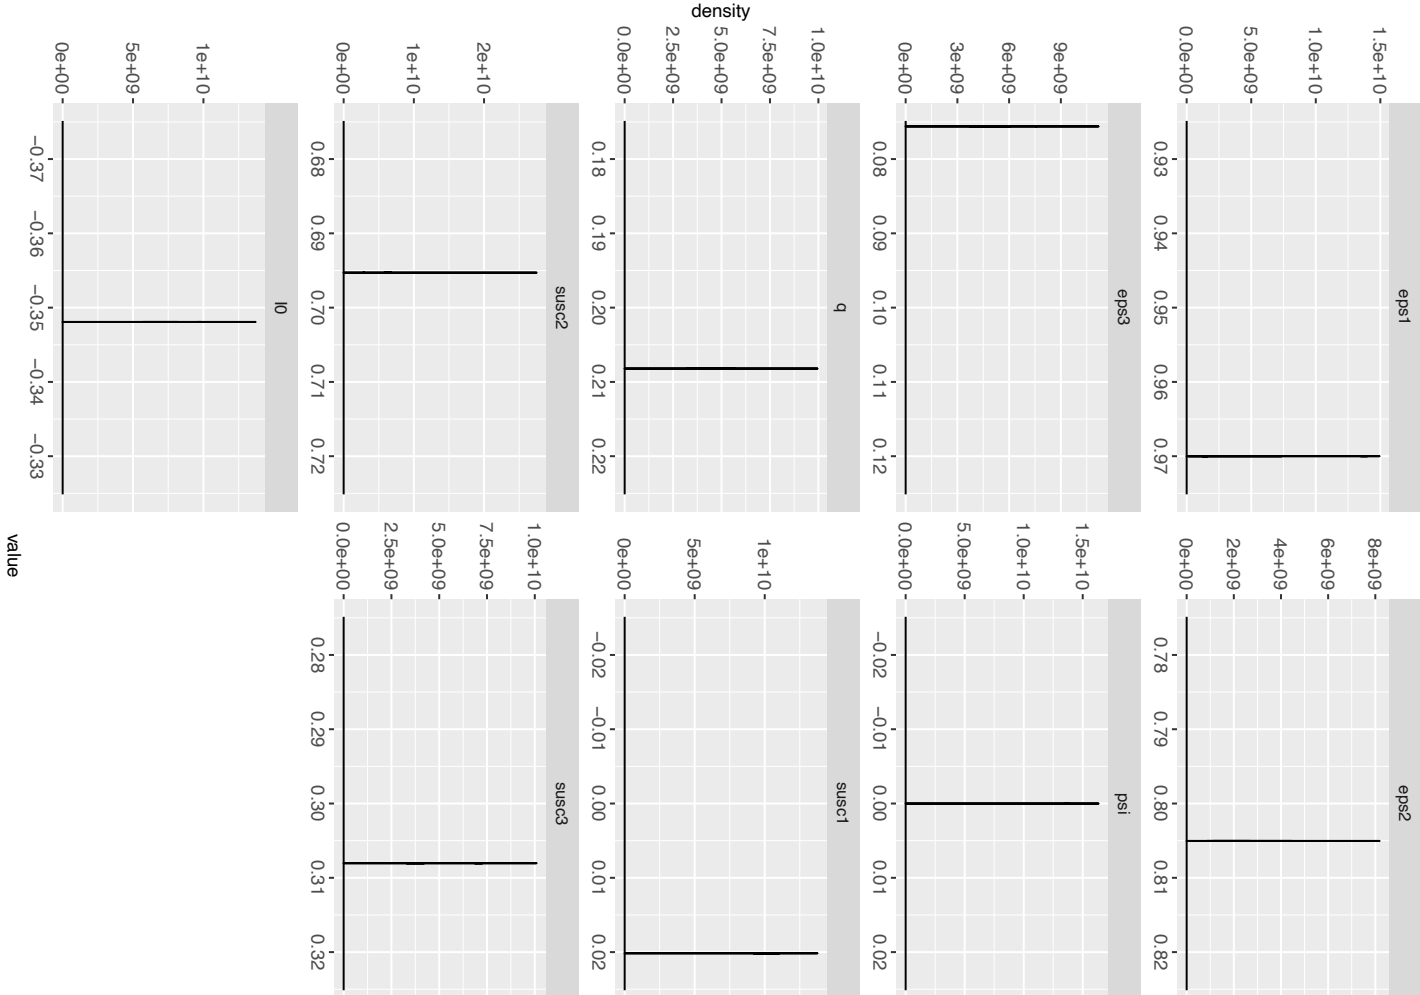 eps1
1.5e+10
1.0e+10
5.0e+09
0.0e+00
0.93 0.94 0.95 0.96 0.97
eps2
8e+09
6e+09
4e+09
2e+09
0e+00
0.78 0.79 0.80 0.81 0.82
eps3
9e+09
6e+09
3e+09
0e+00
0.08 0.09 0.10 0.11 0.12
psi
1.5e+10
1.0e+10
5.0e+09
0.0e+00
−0.02 −0.01 0.00 0.01 0.02
density
q
1.0e+10
7.5e+09
5.0e+09
2.5e+09
0.0e+00
0.18 0.19 0.20 0.21 0.22
susc1
1e+10
5e+09
0e+00
−0.02 −0.01 0.00 0.01 0.02
susc2
2e+10
1e+10
0e+00
0.68 0.69 0.70 0.71 0.72
susc3
1.0e+10
7.5e+09
5.0e+09
2.5e+09
0.0e+00
0.28 0.29 0.30 0.31 0.32
I0
1e+10
5e+09
0e+00
−0.37 −0.36 −0.35 −0.34 −0.33
value